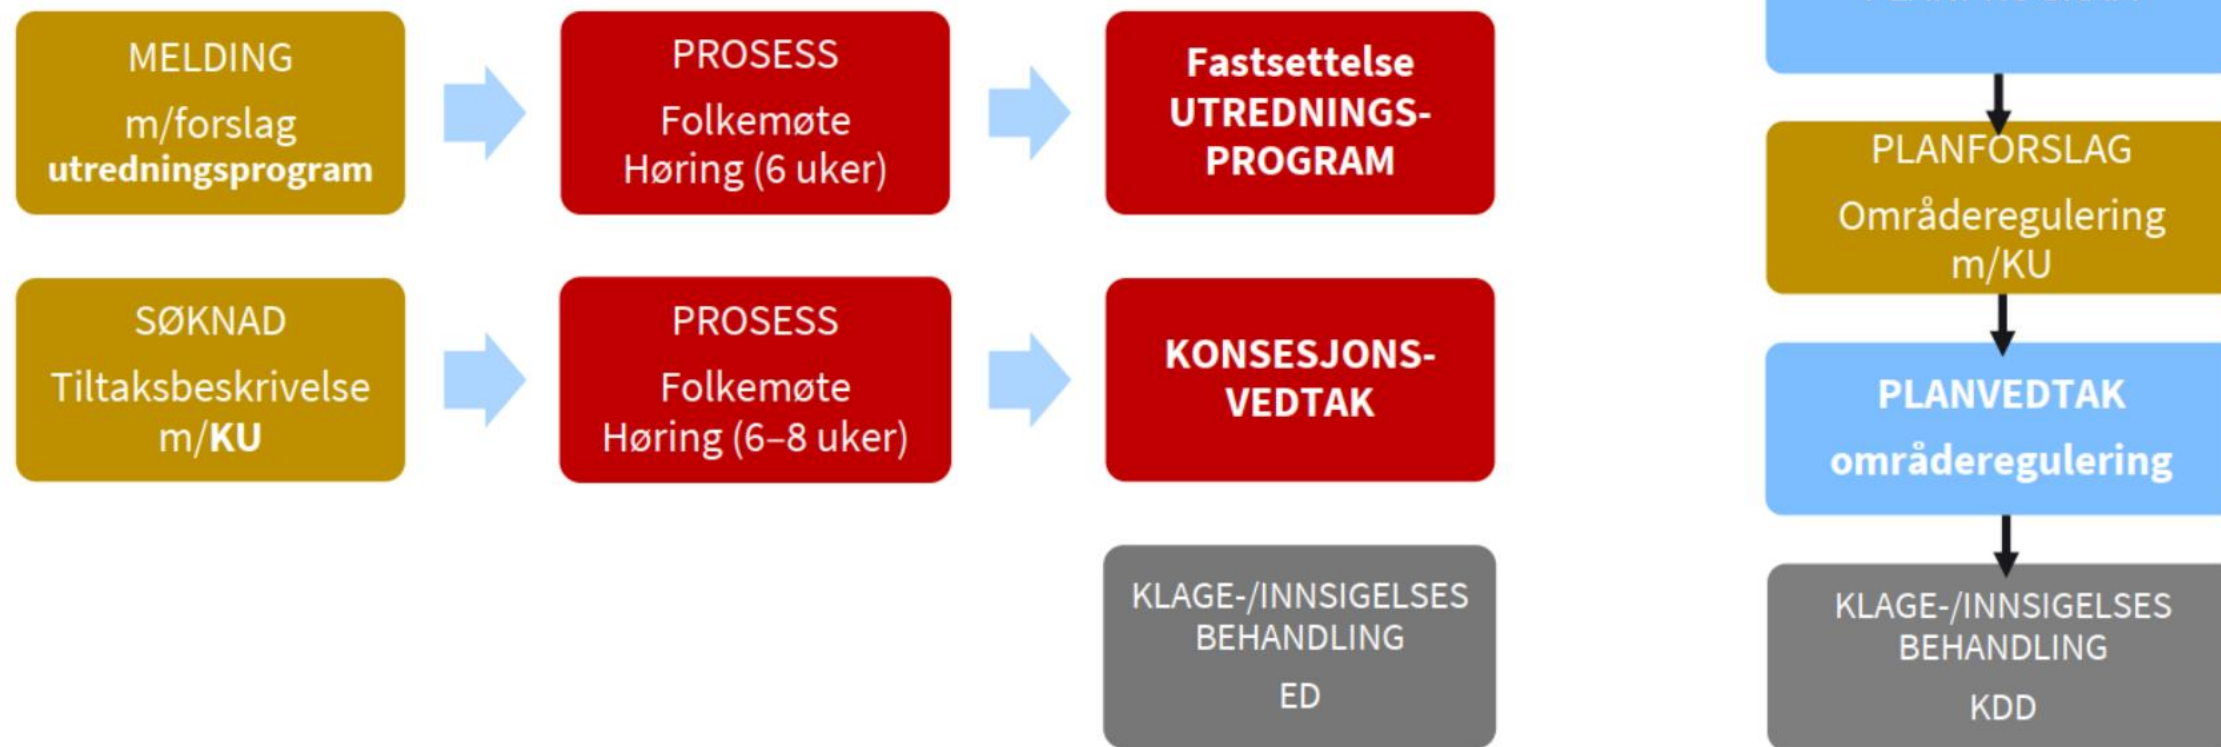 MELDING
m/forslag
utredningsprogram
PROSESS
Folkemøte
Høring (6 uker)
Fastsettelse
UTREDNINGS-
PROGRAM
SØKNAD
Tiltaksbeskrivelse
m/KU
PROSESS
Folkemøte
Høring (6–8 uker)
KONSESJONS-
VEDTAK
KLAGE-/INNSIGELSES
BEHANDLING
ED
PLANFORSLAG
Områderegulering
m/KU
PLANVEDTAK
områderegulering
KLAGE-/INNSIGELSES
BEHANDLING
KDD